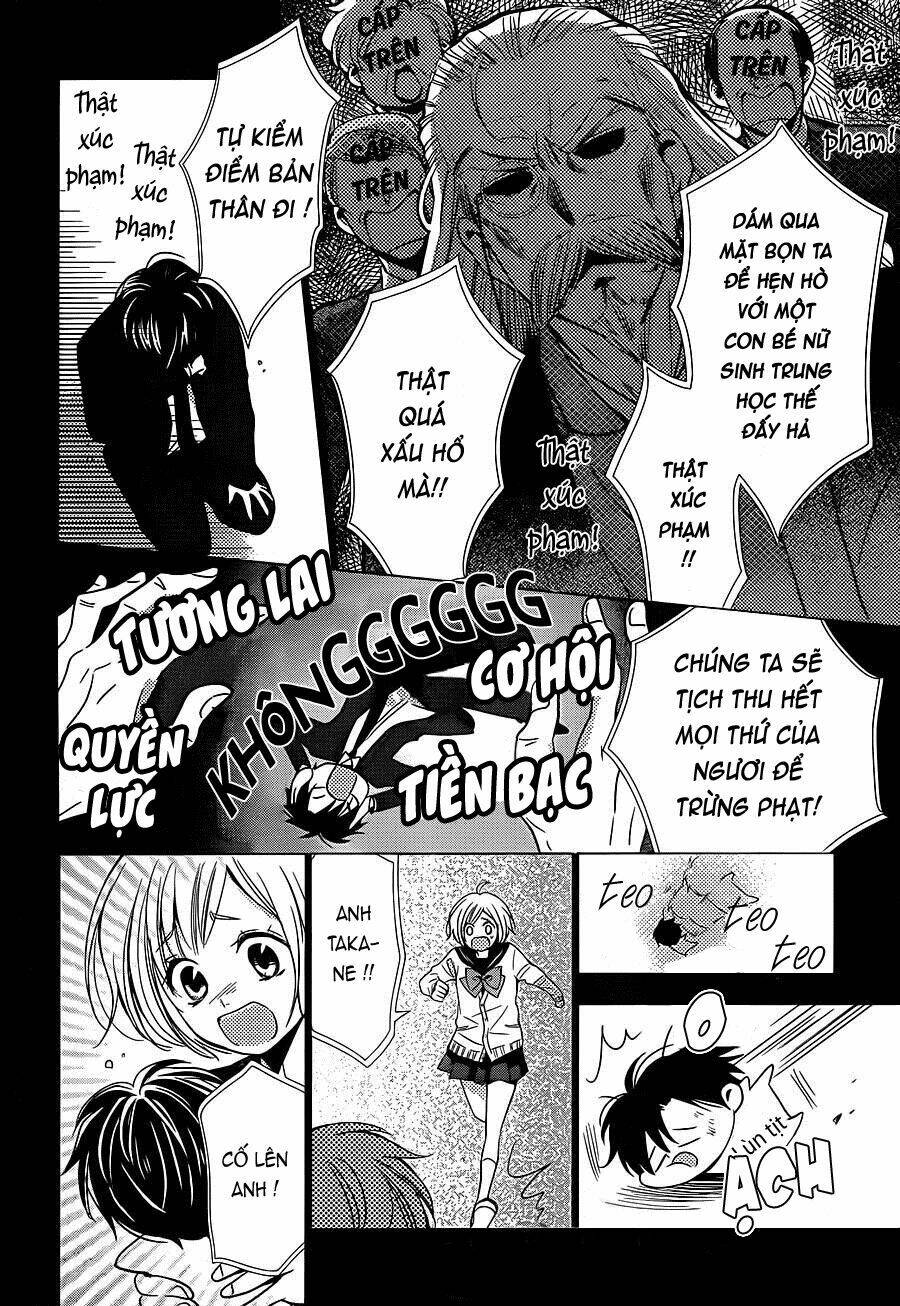 CẤP
TRÊN
CẤP
TRÊN
CẤP
TRÊN
Thật
xúc
phạm!
DÁM QUA
MẶT BỌN TA
ĐỂ HẸN HÒ
VỚI MỘT
CON BÉ NỮ
SINH TRUNG
HỌC THẾ
ĐẤY HẢ
THẬT
XÚC
PHẠM
!!
THẬT
QUÁ
XẤU HỔ
MÀ!!
Thật
xúc
phạm!
TỰ KIỂM
ĐIỂM BẢN
THÂN ĐI !
Thật
xúc
phạm!
Thật
xúc
phạm!
CHÚNG TA SẼ
TỊCH THU HẾT
MỌI THỨ CỦA
NGƯƠI ĐỂ
TRỪNG PHẠT!
CƠ HỘI
KHÔNGGGGGGG
TIỀN BẠC
TƯƠNG LAI
QUYỀN
LỰC
teo
teo
teo
ùn tịt
ẠCH
ANH
TAKA-
NE !!
CỐ LÊN
ANH !